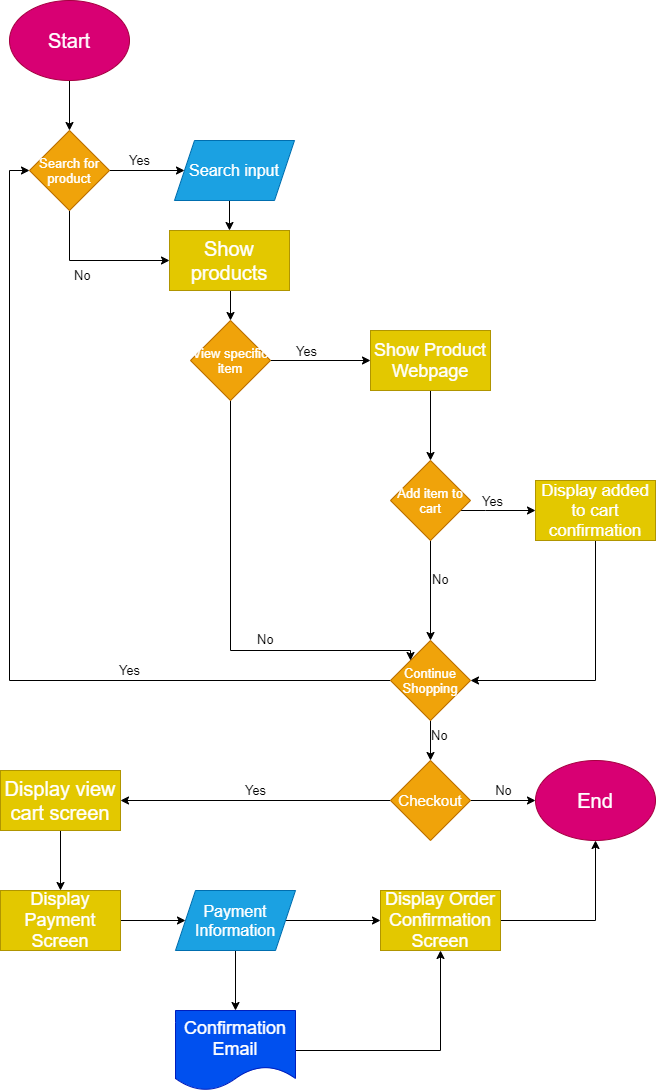 Start
Search for
product
Yes
Search input
No
Show
products
View specific
item
Yes
Show Product
Webpage
Add item to
cart
Yes
Display added
to cart
confirmation
No
No
Continue
Shopping
Yes
No
Checkout
Yes
No
End
Display view
cart screen
Display
Payment
Screen
Payment
Information
Display Order
Confirmation
Screen
Confirmation
Email